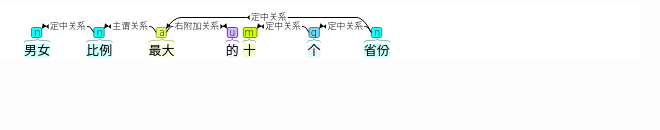 定中关系
定中关系 主谓关系 右附加关系 定中关系 定中关系
n n a u m q n
男女 比例 最大 的 十 个 省份